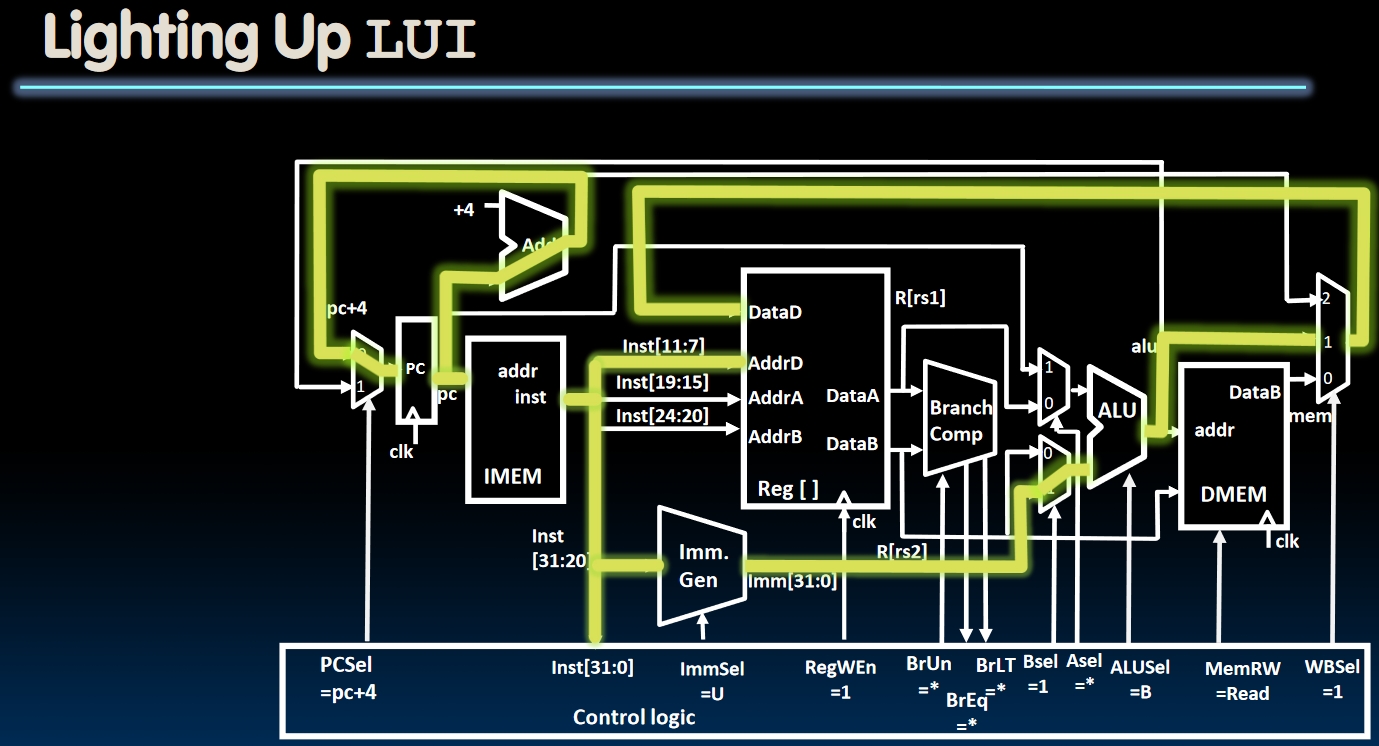 Lighting Up LUI
+4
Add
pc+4
0
1
PC
pc
clk
addr
inst
IMEM
Inst[11:7]
Inst[19:15]
Inst[24:20]
Inst
[31:20]
DataD
AddrD
AddrA
AddrB
DataA
DataB
Reg [ ]
clk
Imm.
Gen
Imm[31:0]
R[rs1]
R[rs2]
Branch
Comp
1
0
0
1
ALU
alu
DataB
addr
DMEM
clk
mem
2
1
0
PCSel
=pc+4
Inst[31:0]
ImmSel
=U
RegWEn
=1
BrUn
=*
BrEq
=*
BrLT
=*
Bsel
=1
Asel
=*
ALUSel
=B
MemRW
=Read
WBSel
=1
Control logic